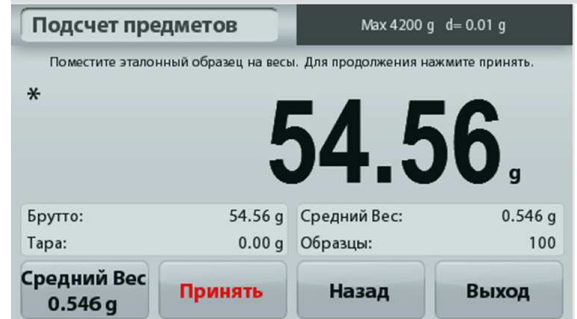 Подсчет предметов
Max 4200 g d= 0.01 g
Поместите эталонный образец на весы. Для продолжения нажмите принять.
*
54.56 g
Брутто: 54.56 g Средний Вес: 0.546 g
Тара: 0.00 g Образцы: 100
Средний Вес
0.546 g
Принять
Назад
Выход